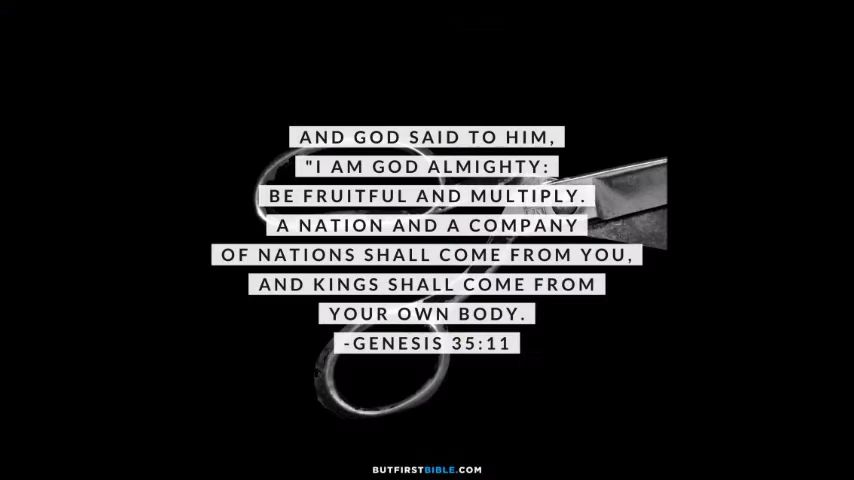 AND GOD SAID TO HIM,
"I AM GOD ALMIGHTY:
BE FRUITFUL AND MULTIPLY.
A NATION AND A COMPANY
OF NATIONS SHALL COME FROM YOU,
AND KINGS SHALL COME FROM
YOUR OWN BODY.
-GENESIS 35:11
BUTFIRSTBIBLE.COM